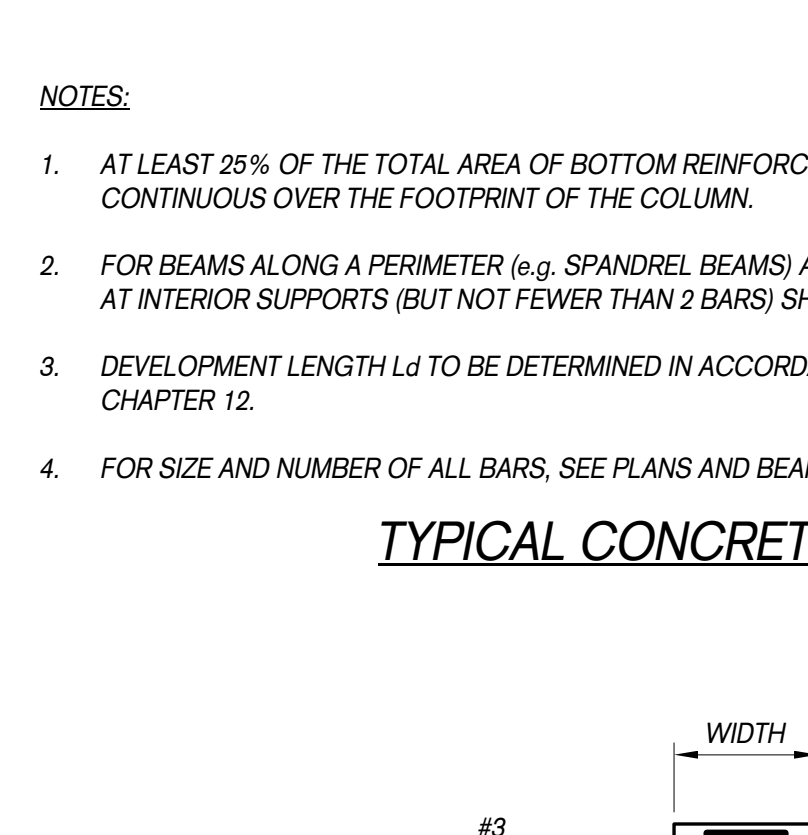 NOTES:
1. AT LEAST 25% OF THE TOTAL AREA OF BOTTOM REINFORC
CONTINUOUS OVER THE FOOTPRINT OF THE COLUMN.
2. FOR BEAMS ALONG A PERIMETER (e.g. SPANDREL BEAMS) A
AT INTERIOR SUPPORTS (BUT NOT FEWER THAN 2 BARS) SH
3. DEVELOPMENT LENGTH Ld TO BE DETERMINED IN ACCORDA
CHAPTER 12.
4. FOR SIZE AND NUMBER OF ALL BARS, SEE PLANS AND BEA
TYPICAL CONCRET
WIDTH
#3